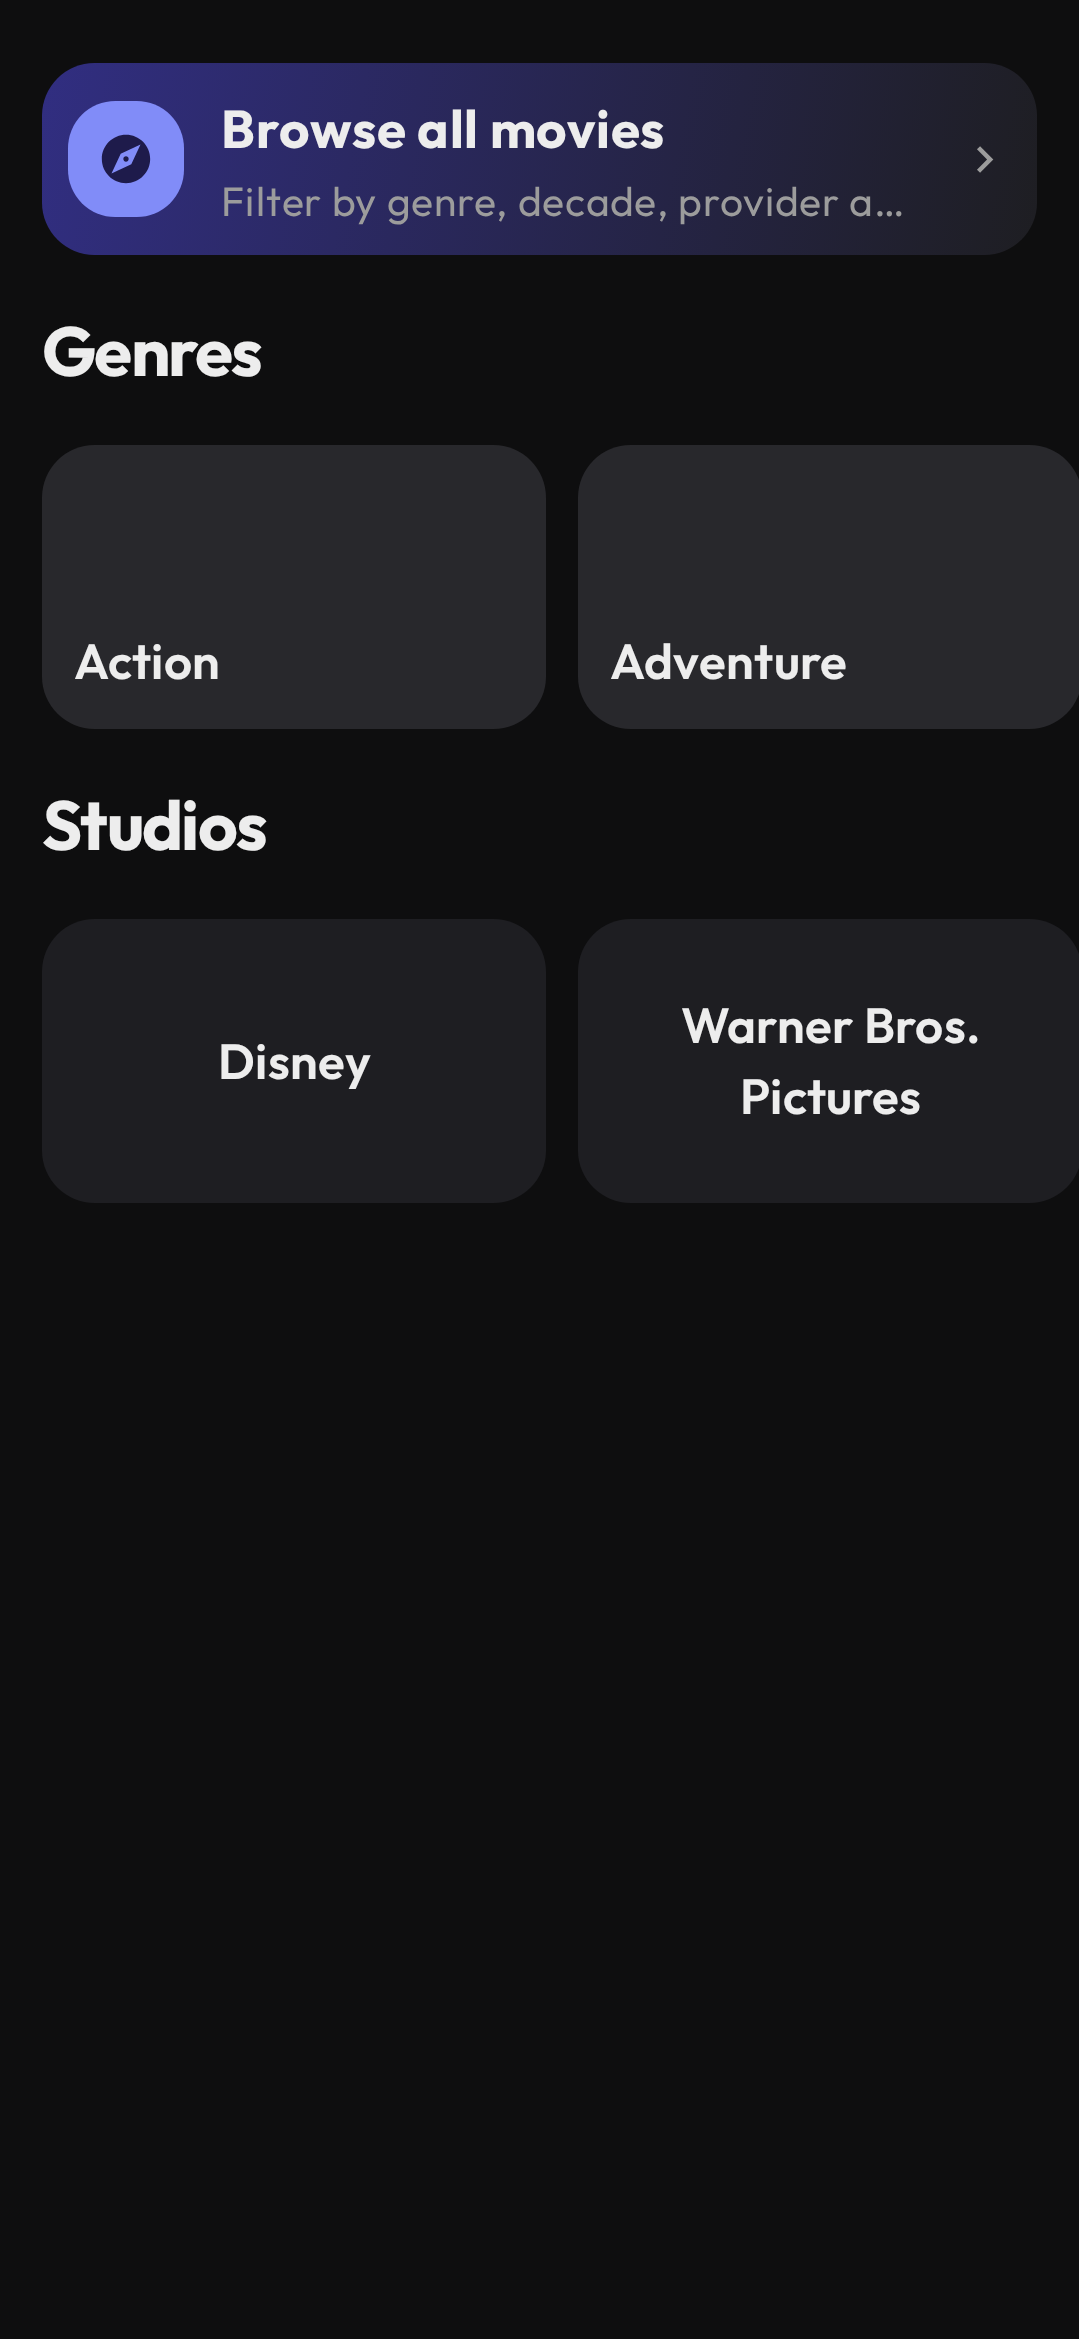 Browse all movies
Filter by genre, decade, provider a…
Genres
Action
Adventure
Studios
Disney
Warner Bros.
Pictures